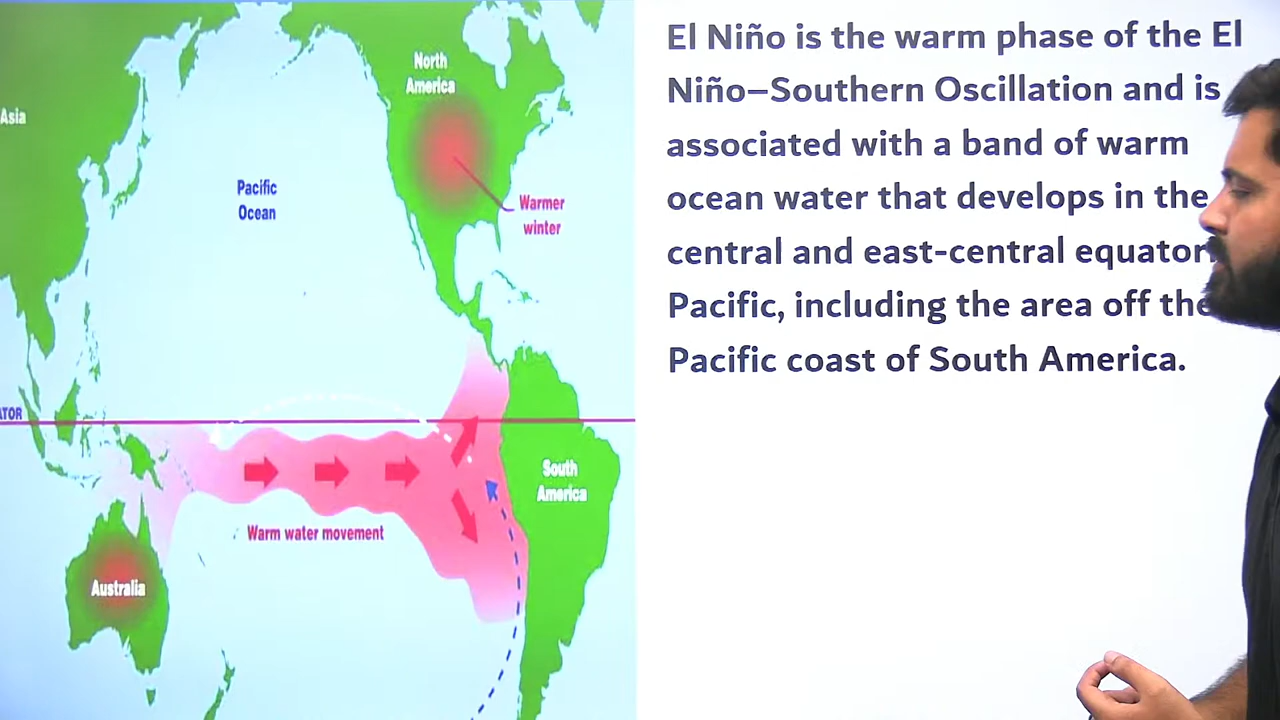 North
America
Asia
Pacific
Ocean
Warmer
winter
South
America
Warm water movement
Australia
El Niño is the warm phase of the El
Niño–Southern Oscillation and is
associated with a band of warm
ocean water that develops in the
central and east-central
Pacific, including the area off the
Pacific coast of South America.